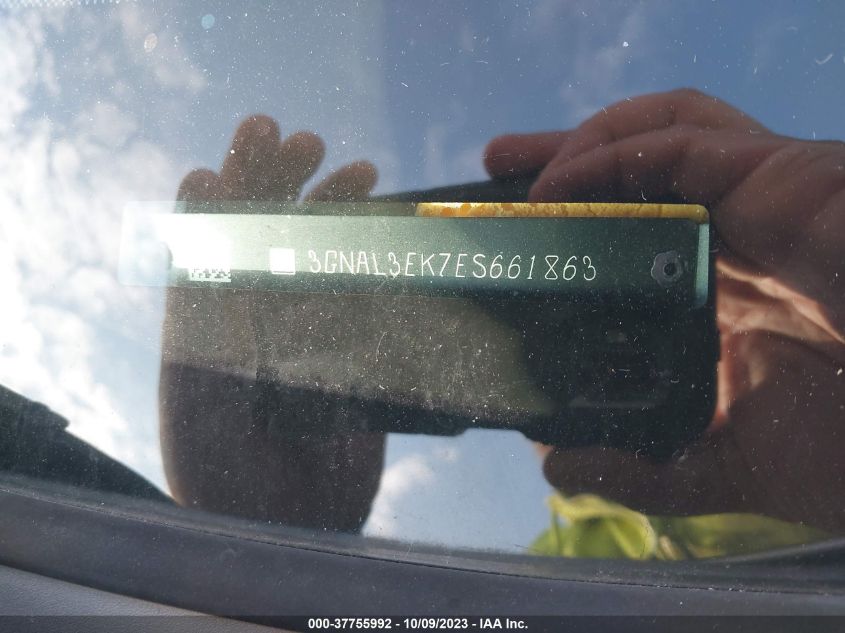 3GNAL3EK7ES661863
000-37755992 - 10/09/2023 - IAA Inc.